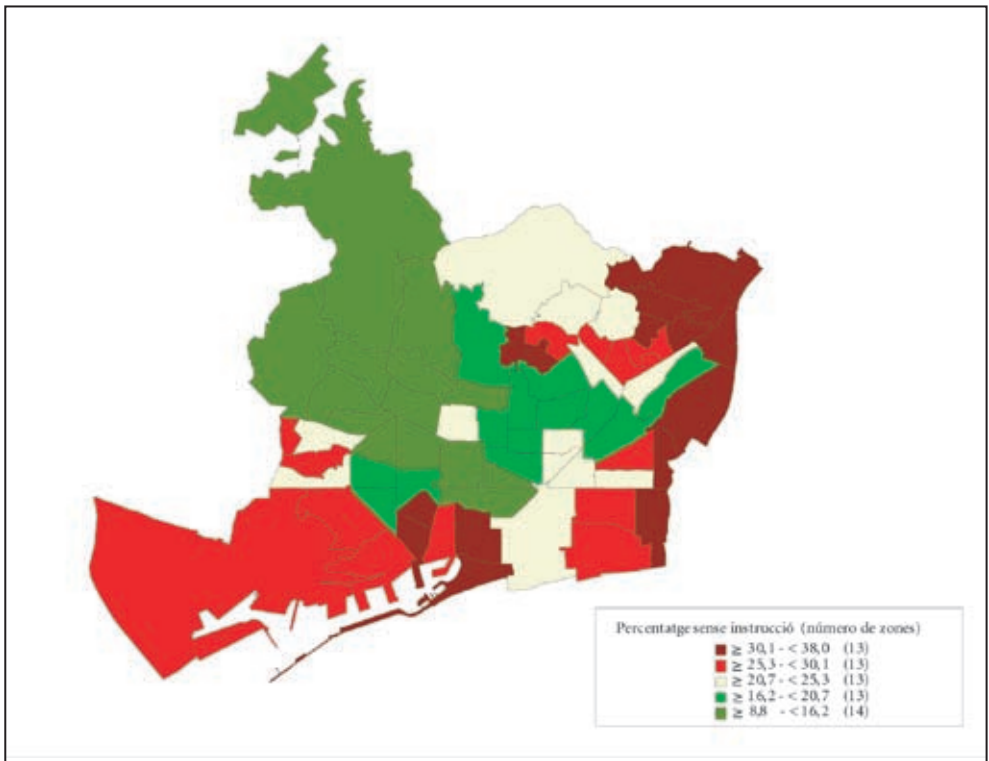 Percentatge sense instrucció (número de zones)
≥ 30,1 - < 38,0 (13)
≥ 25,3 - < 30,1 (13)
≥ 20,7 - < 25,3 (13)
≥ 16,2 - < 20,7 (13)
≥ 8,8 - < 16,2 (14)